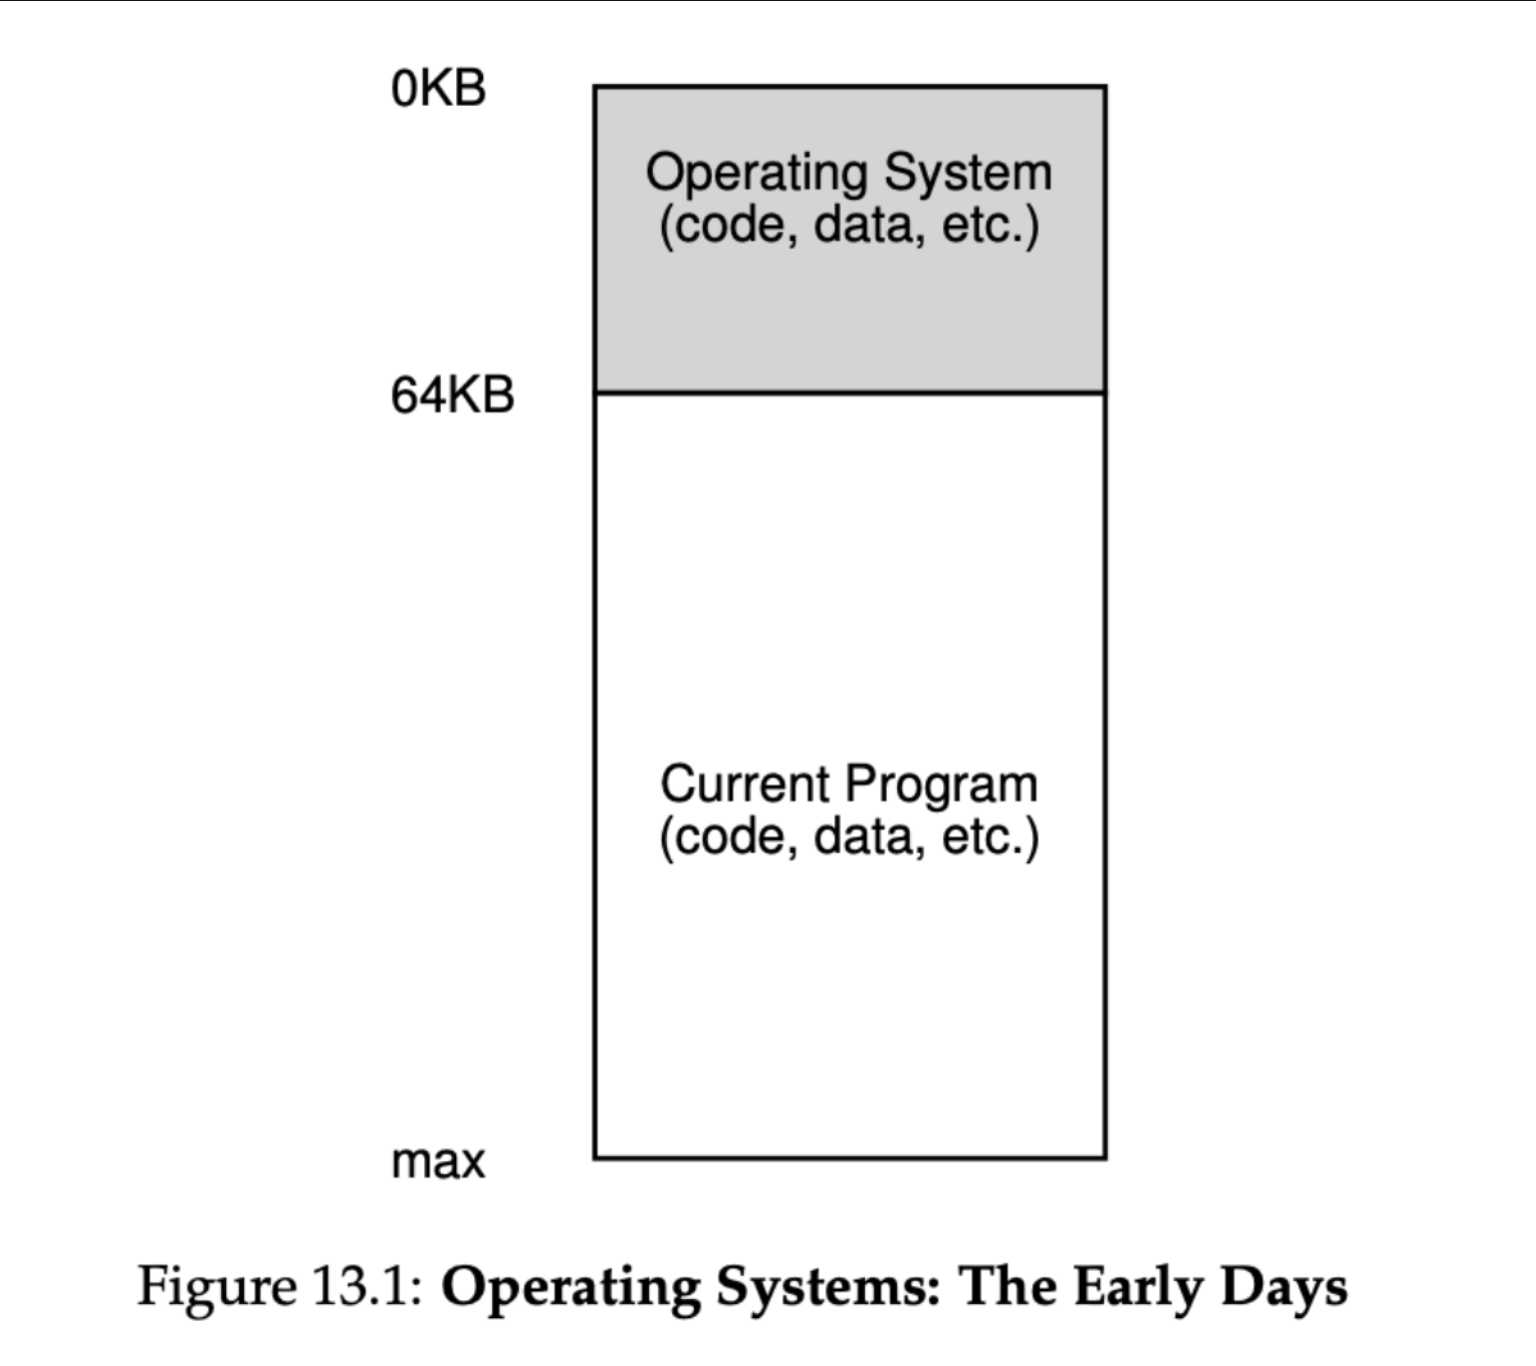 0KB
Operating System
(code, data, etc.)
64KB
Current Program
(code, data, etc.)
max
Figure 13.1: Operating Systems: The Early Days